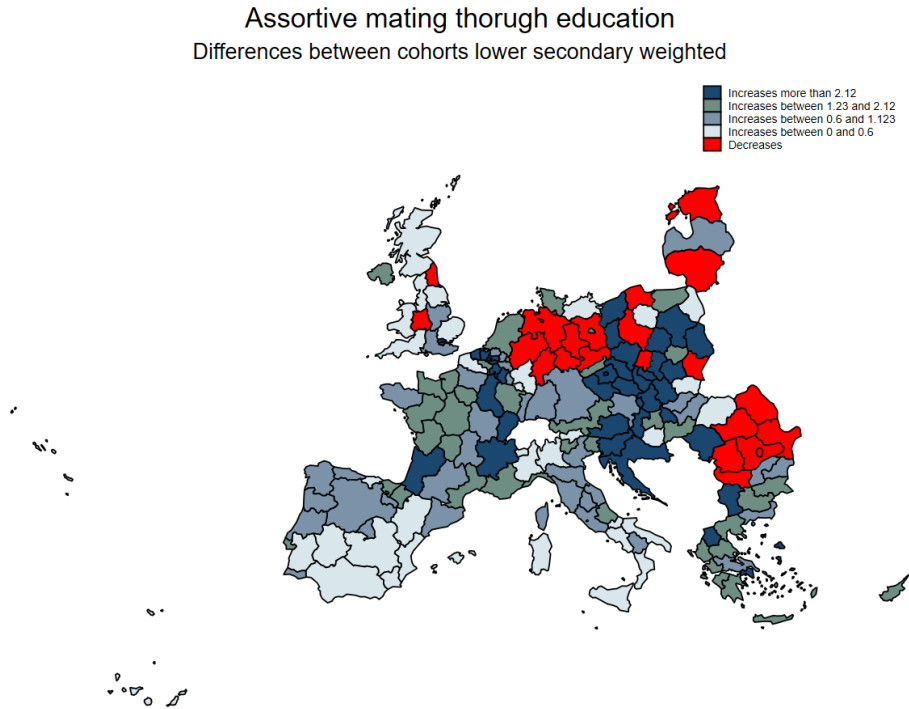 Assortive mating thorugh education
Differences between cohorts lower secondary weighted
Increases more than 2.12
Increases between 1.23 and 2.12
Increases between 0.6 and 1.123
Increases between 0 and 0.6
Decreases